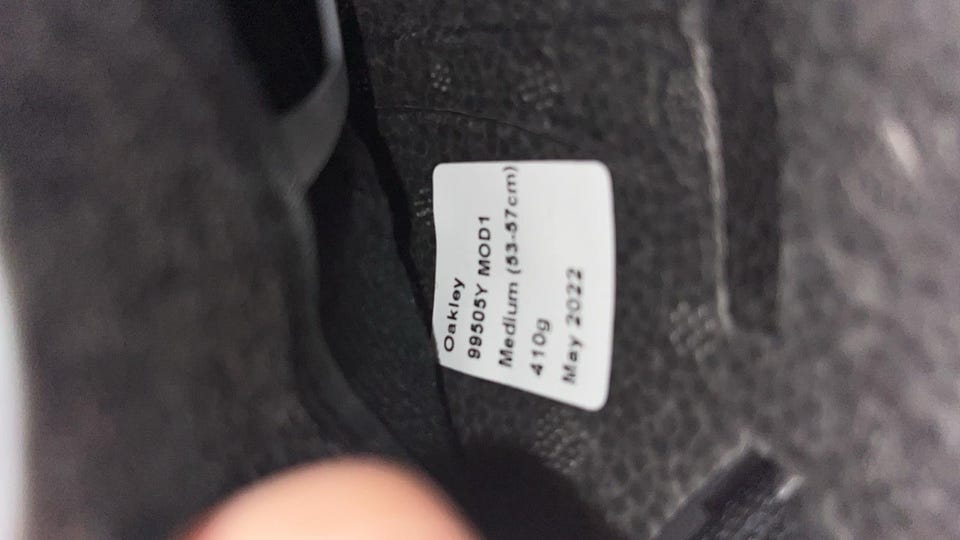 Oakley
99505Y MOD1
Medium (53-57cm)
410g
May 2022